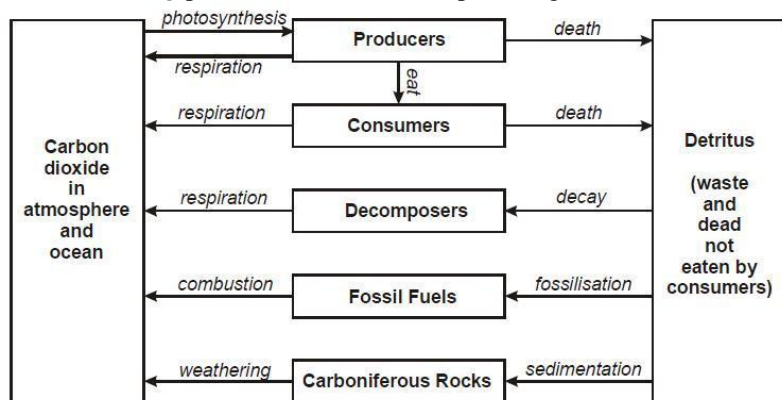 photosynthesis
Producers
death
respiration
eat
respiration
Consumers
death
Carbon
dioxide
in
atmosphere
and
ocean
Detritus
(waste
and
dead
not
eaten by
consumers)
respiration
Decomposers
decay
combustion
Fossil Fuels
fossilisation
weathering
Carboniferous Rocks
sedimentation